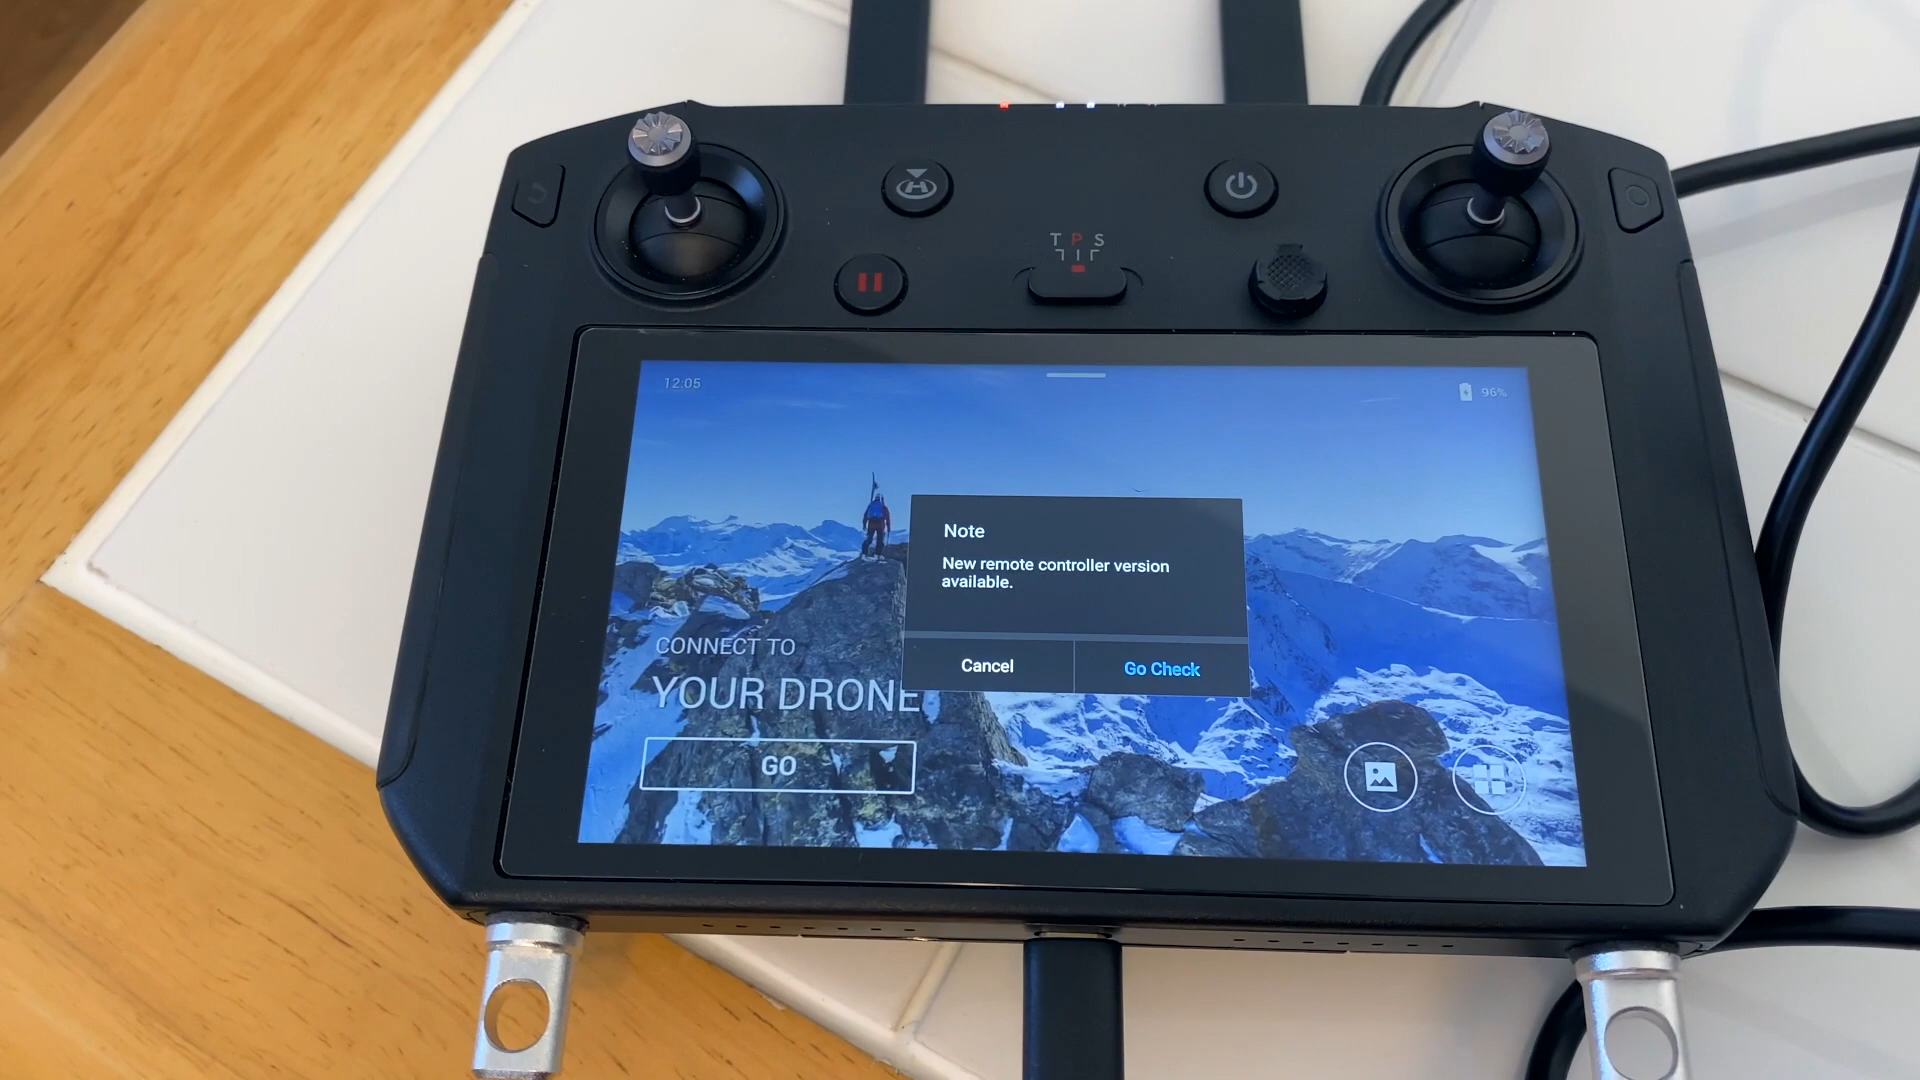 T P S
12:05
96%
Note
New remote controller version
available.
Cancel
Go Check
CONNECT TO
YOUR DRONE
GO